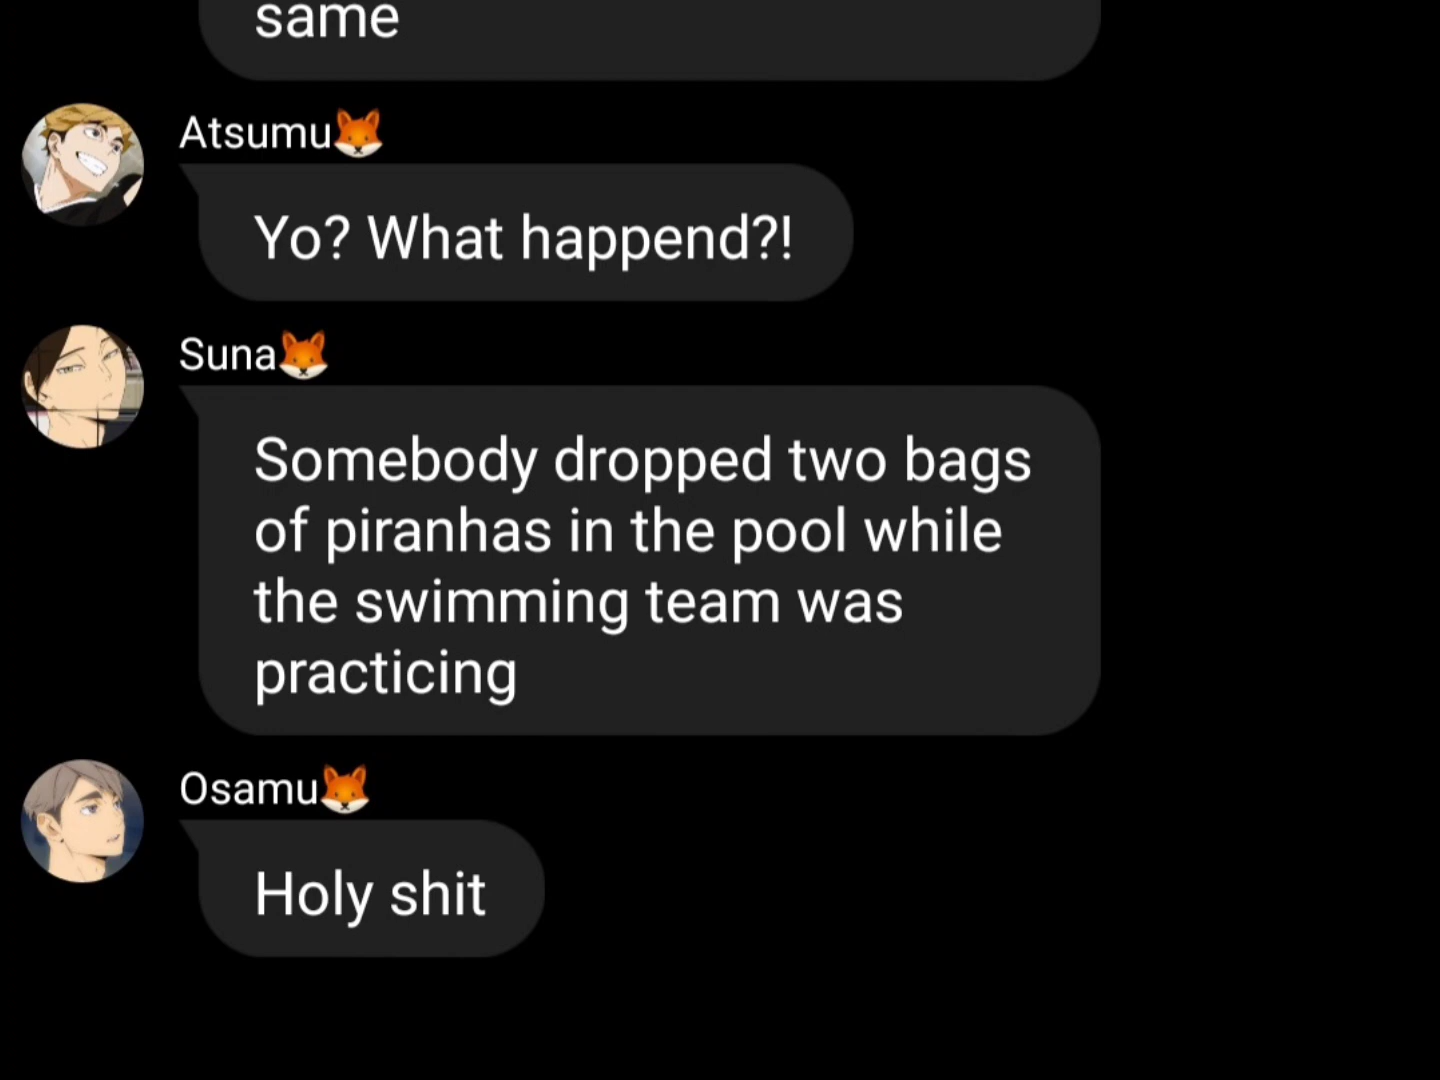 same
Atsumu🦊
Yo? What happend?!
Suna🦊
Somebody dropped two bags
of piranhas in the pool while
the swimming team was
practicing
Osamu🦊
Holy shit